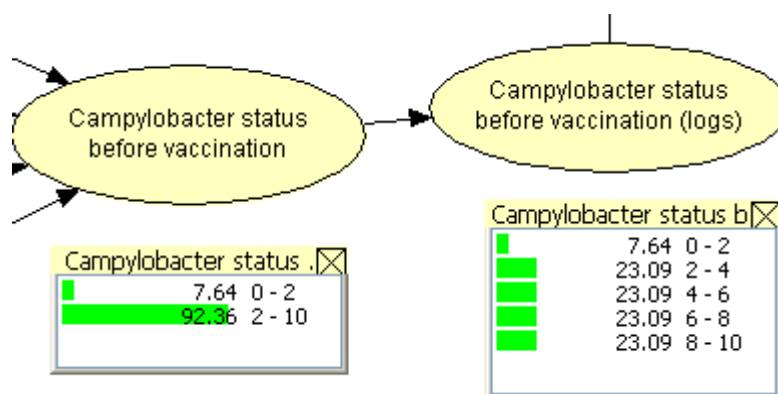 Campylobacter status
before vaccination
Campylobacter status
before vaccination (logs)
Campylobacter status .
7.64 0 - 2
92.36 2 - 10
Campylobacter status b
7.64 0 - 2
23.09 2 - 4
23.09 4 - 6
23.09 6 - 8
23.09 8 - 10